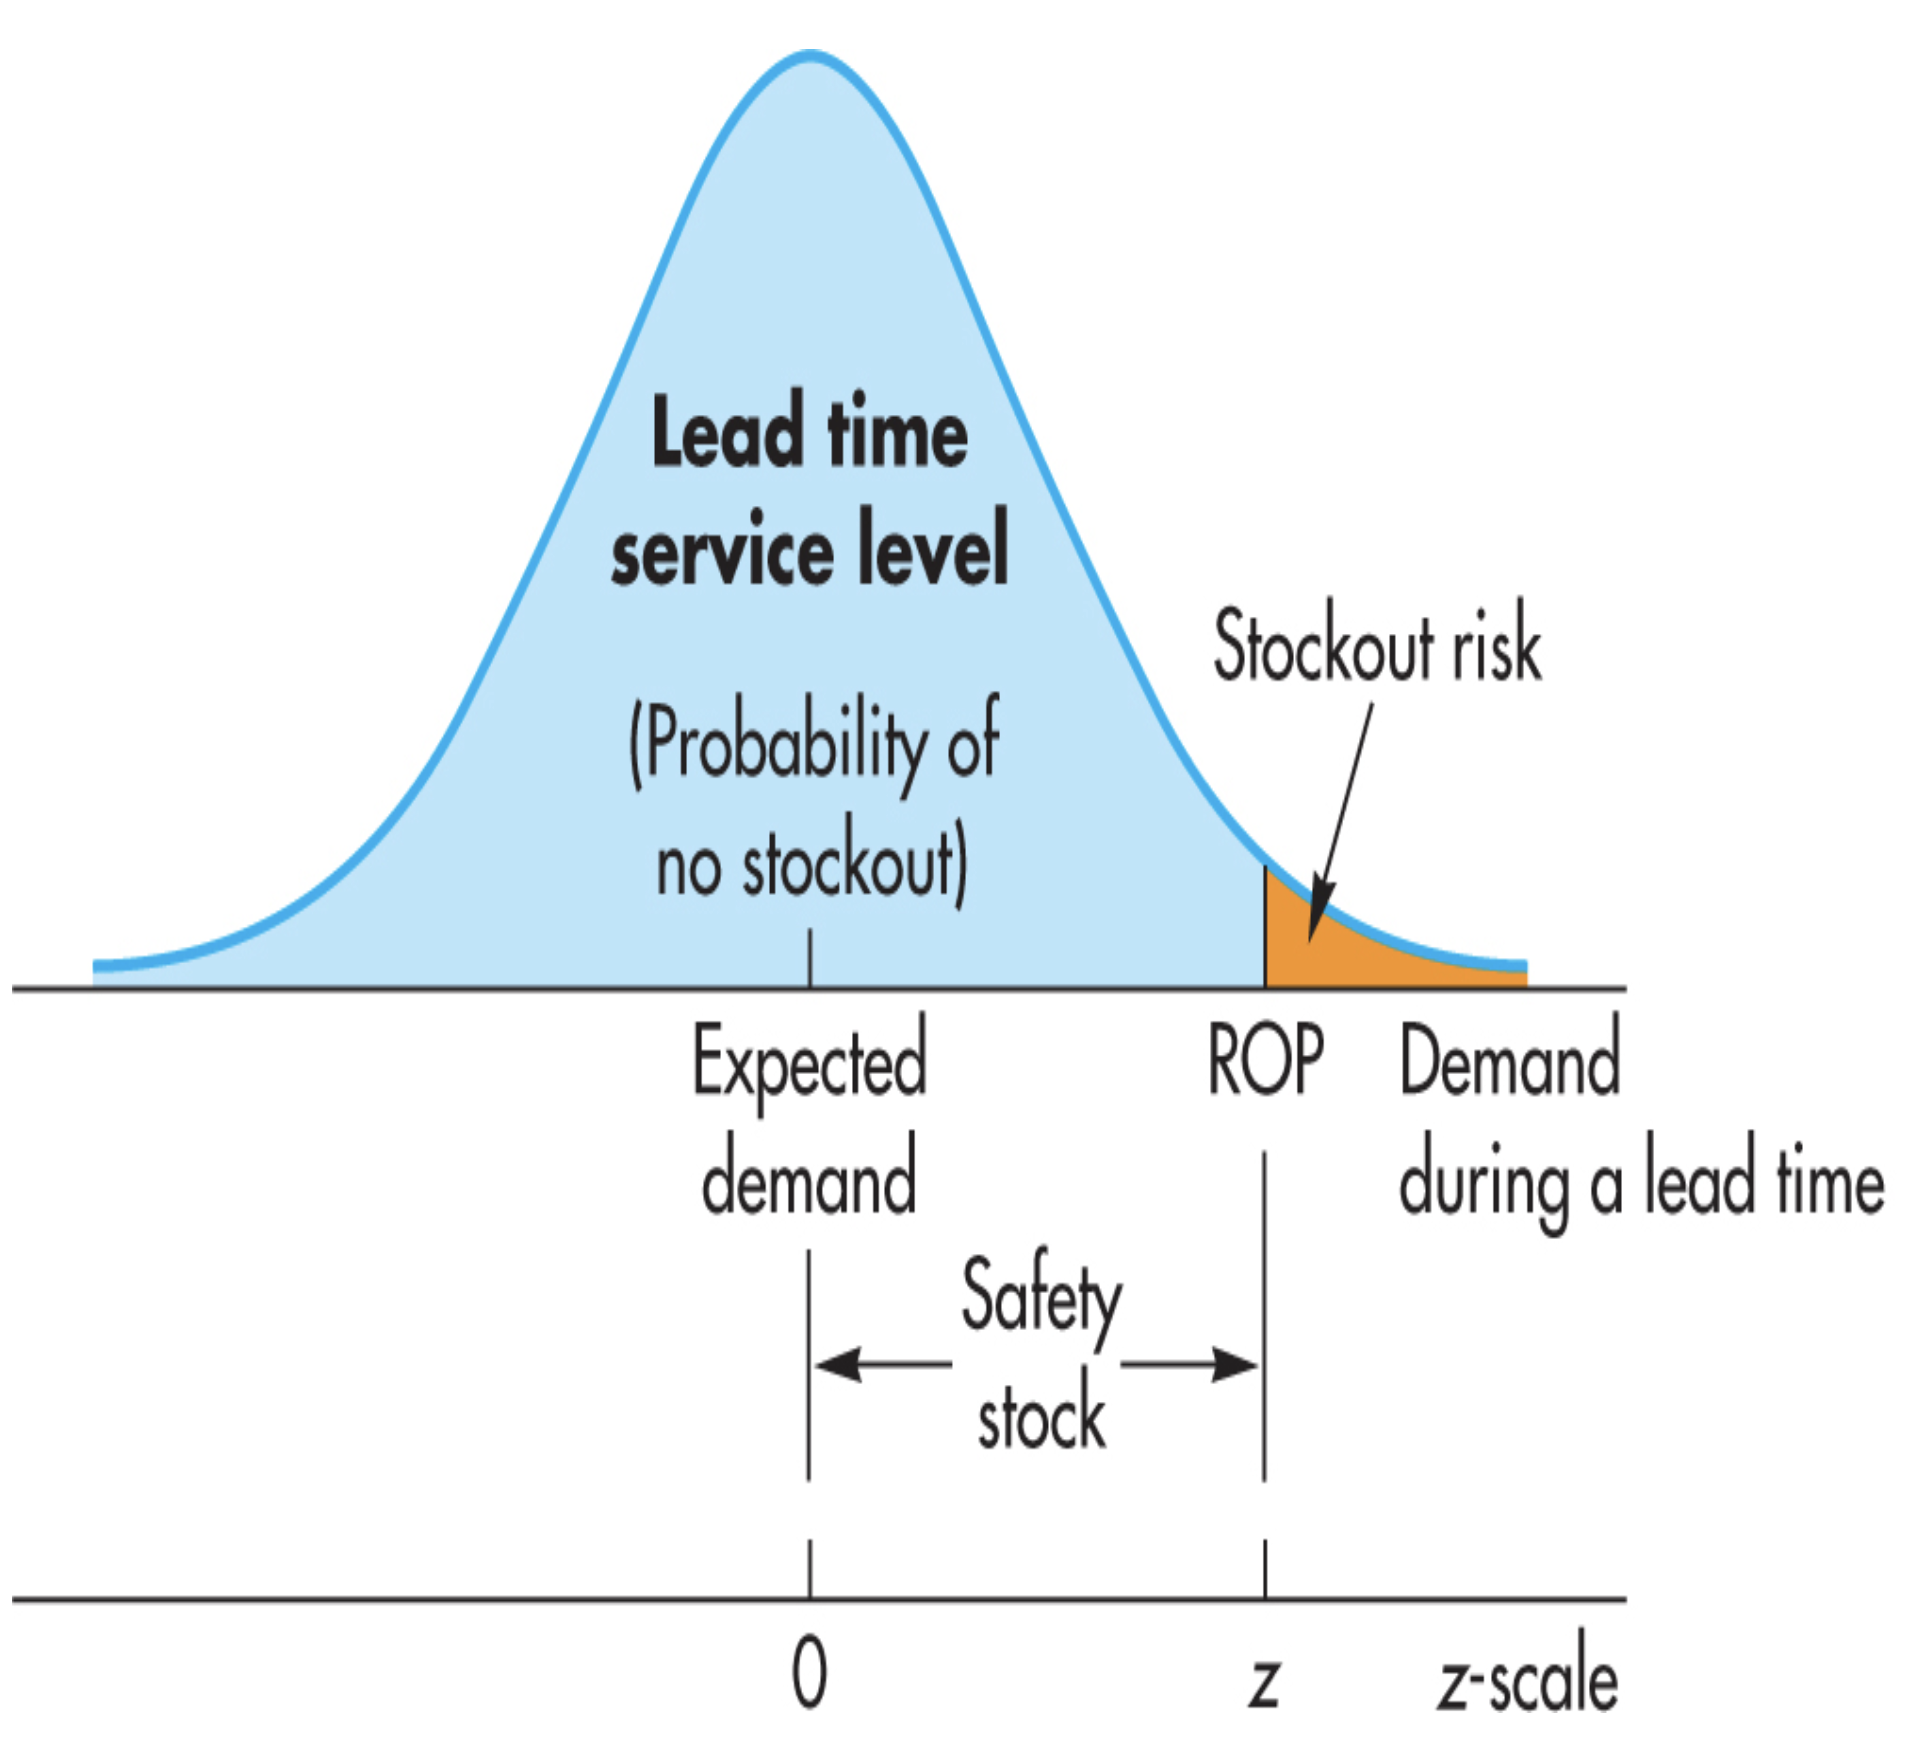 Lead time
service level
(Probability of
no stockout)
Stockout risk
Expected
demand
ROP
Demand
during a lead time
Safety
stock
0
z
z-scale